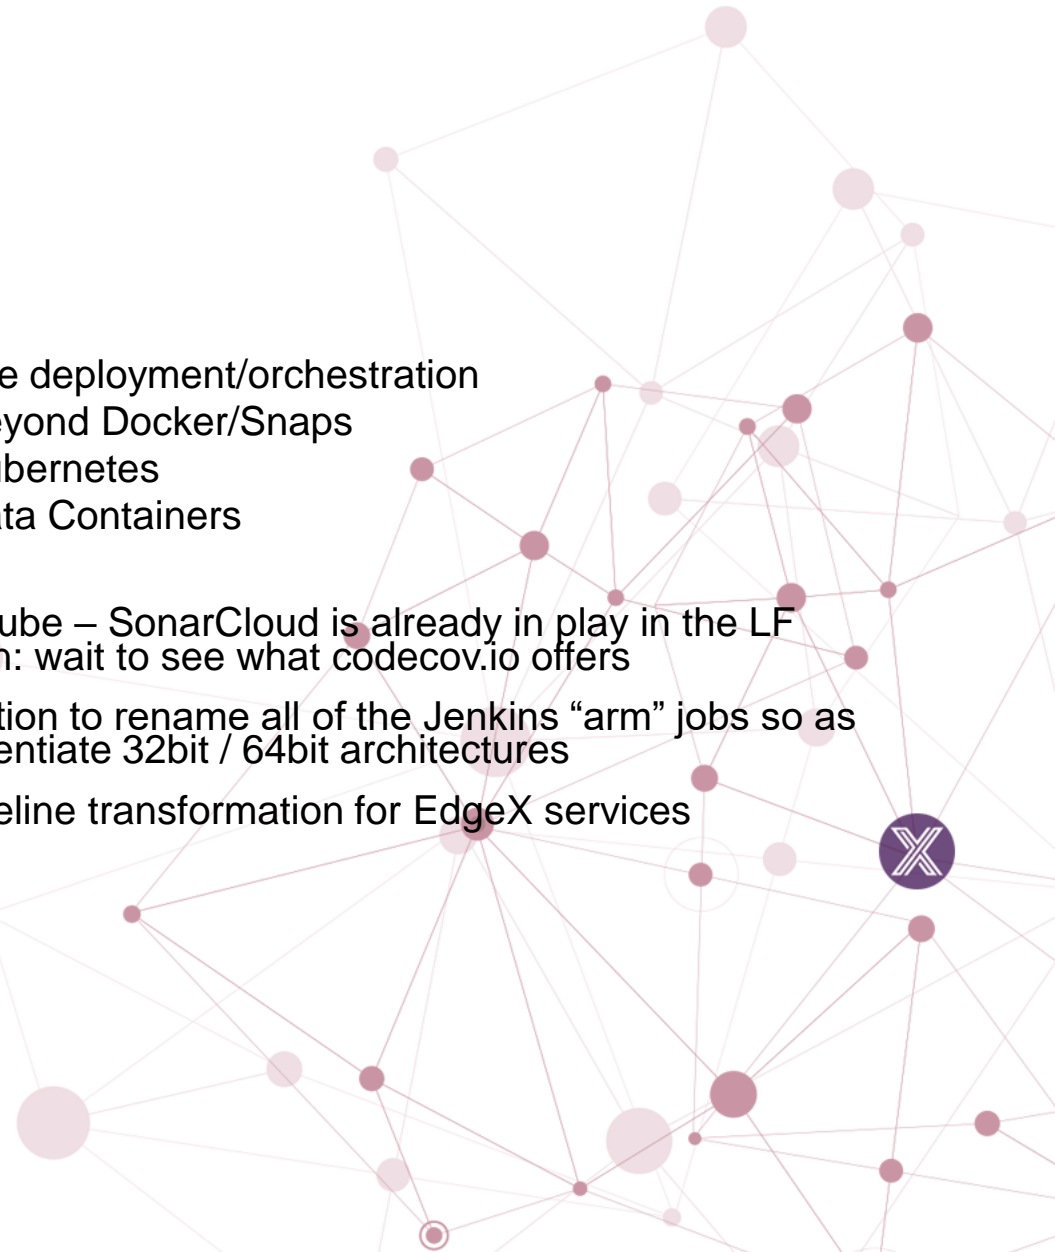 e deployment/orchestration
eyond Docker/Snaps
ubernetes
ata Containers
ube – SonarCloud is already in play in the LF
n: wait to see what codecov.io offers
tion to rename all of the Jenkins “arm” jobs so as
entiate 32bit / 64bit architectures
eline transformation for EdgeX services